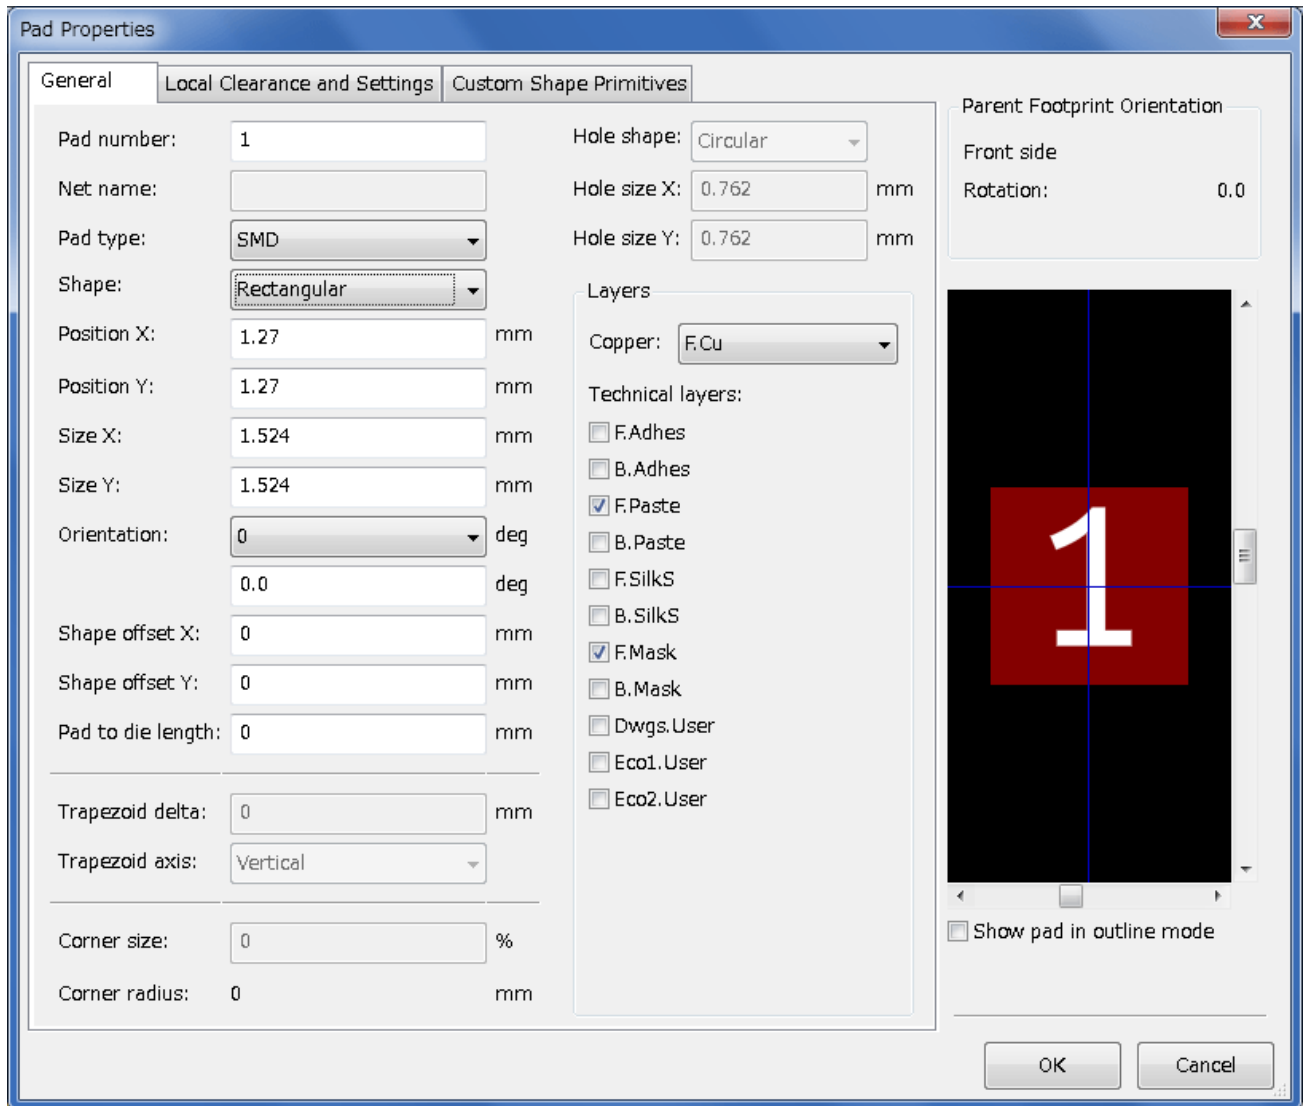 Pad Properties
General
Local Clearance and Settings
Custom Shape Primitives
Pad number: 1
Net name:
Pad type: SMD
Shape: Rectangular
Position X: 1.27 mm
Position Y: 1.27 mm
Size X: 1.524 mm
Size Y: 1.524 mm
Orientation: 0 deg
0.0 deg
Shape offset X: 0 mm
Shape offset Y: 0 mm
Pad to die length: 0 mm
Trapezoid delta: 0 mm
Trapezoid axis: Vertical
Corner size: 0 %
Corner radius: 0 mm
Hole shape: Circular
Hole size X: 0.762 mm
Hole size Y: 0.762 mm
Layers
Copper: F.Cu
Technical layers:
F.Adhes
B.Adhes
F.Paste
B.Paste
F.SilkS
B.SilkS
F.Mask
B.Mask
Dwgs.User
Eco1.User
Eco2.User
Parent Footprint Orientation
Front side
Rotation: 0.0
1
Show pad in outline mode
OK
Cancel